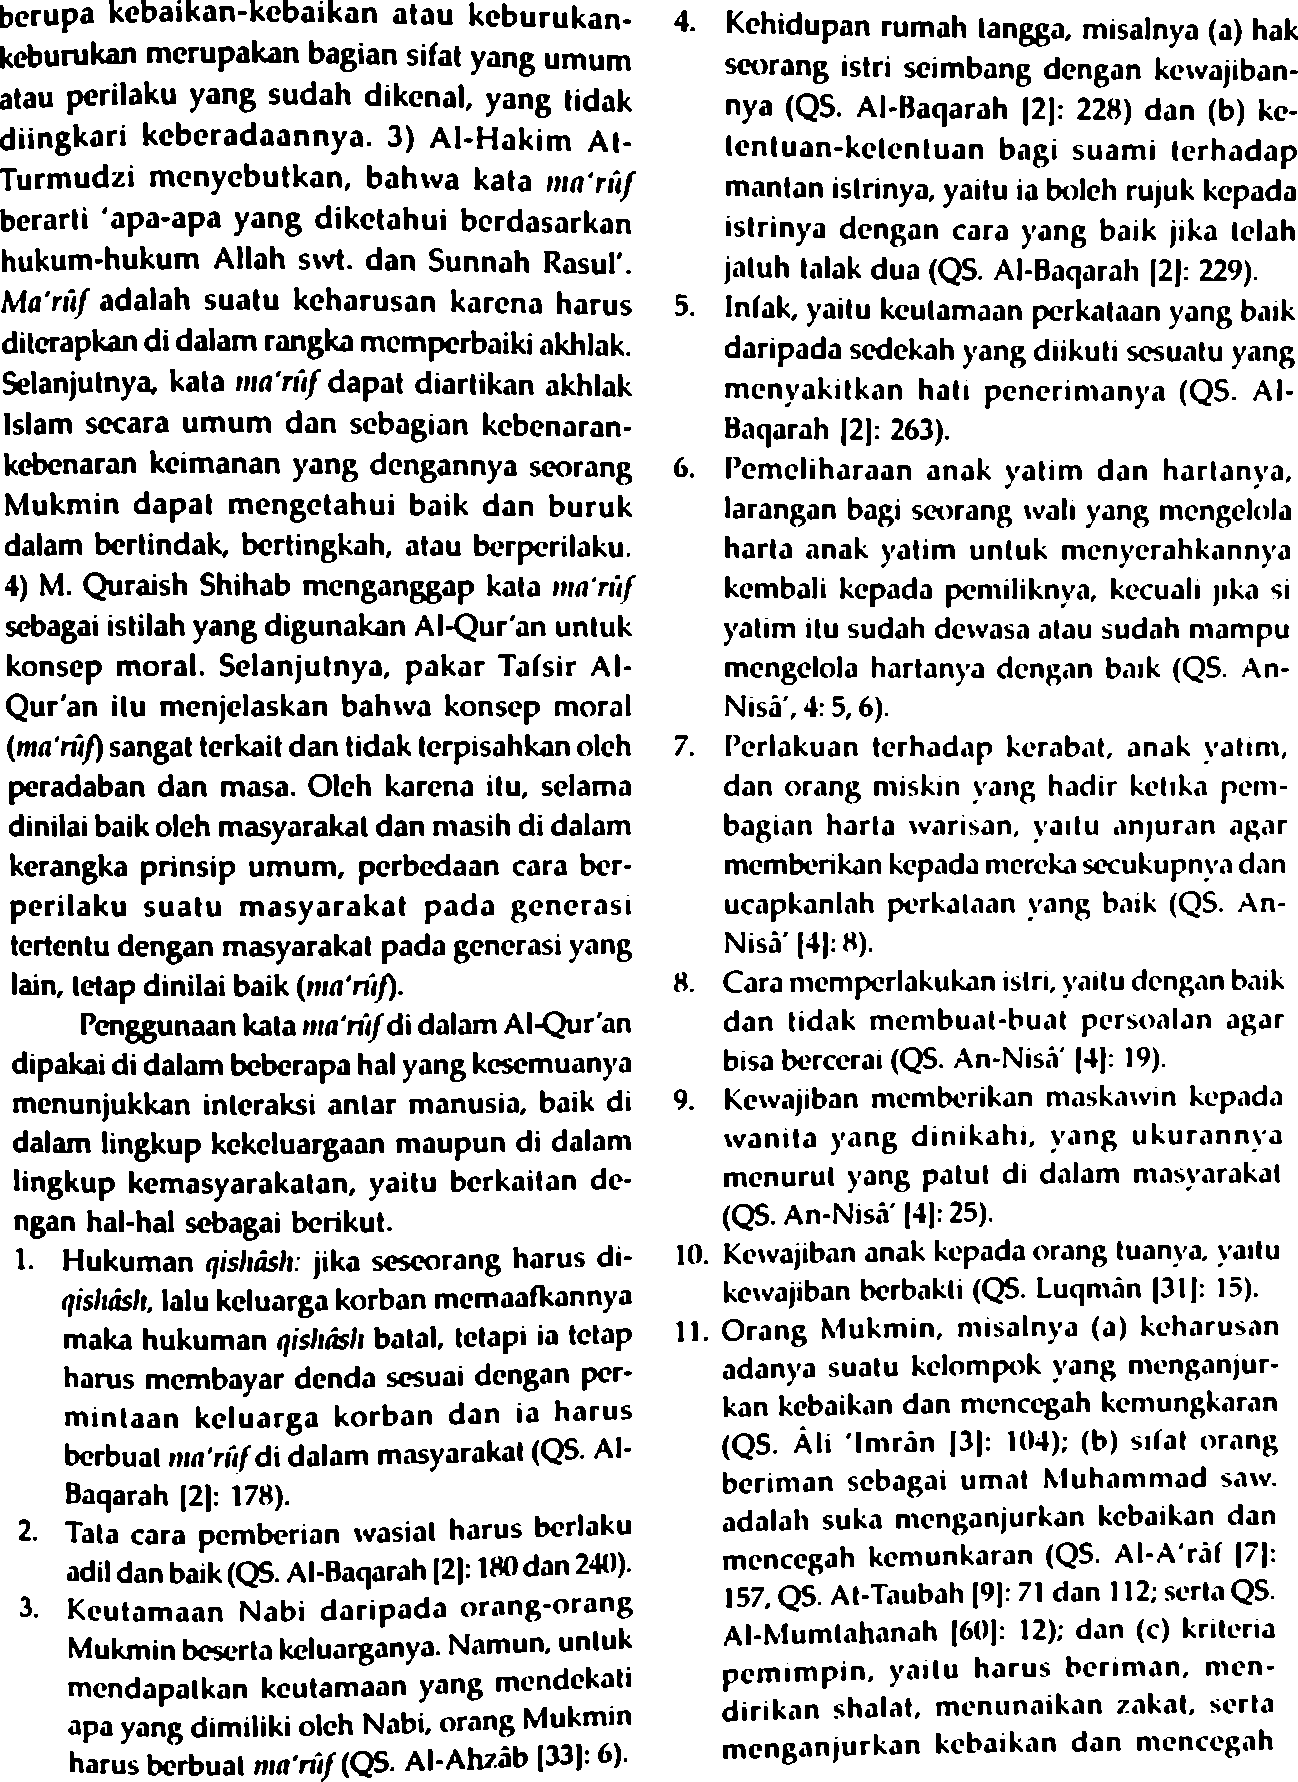 berupa kebaikan-kebaikan atau keburukan-
keburukan merupakan bagian sifat yang umum
atau perilaku yang sudah dikenal, yang tidak
diingkari keberadaannya. 3) Al-Hakim At-
Turmudzi menyebutkan, bahwa kata ma'rûf
berarti 'apa-apa yang diketahui berdasarkan
hukum-hukum Allah swt. dan Sunnah Rasul'.
Ma'rûf adalah suatu keharusan karena harus
diterapkan di dalam rangka memperbaiki akhlak.
Selanjutnya, kata ma'rûf dapat diartikan akhlak
Islam secara umum dan sebagian kebenaran-
kebenaran keimanan yang dengannya seorang
Mukmin dapat mengetahui baik dan buruk
dalam bertindak, bertingkah, atau berperilaku.
4) M. Quraish Shihab menganggap kata ma'rûf
sebagai istilah yang digunakan Al-Qur'an untuk
konsep moral. Selanjutnya, pakar Tafsir Al-
Qur'an itu menjelaskan bahwa konsep moral
(ma'rûf) sangat terkait dan tidak terpisahkan oleh
peradaban dan masa. Oleh karena itu, selama
dinilai baik oleh masyarakat dan masih di dalam
kerangka prinsip umum, perbedaan cara ber-
perilaku suatu masyarakat pada generasi
tertentu dengan masyarakat pada generasi yang
lain, tetap dinilai baik (ma'rûf).
Penggunaan kata ma'rûf di dalam Al-Qur'an
dipakai di dalam beberapa hal yang kesemuanya
menunjukkan interaksi antar manusia, baik di
dalam lingkup kekeluargaan maupun di dalam
lingkup kemasyarakatan, yaitu berkaitan de-
ngan hal-hal sebagai berikut.
1. Hukuman qishâsh: jika seseorang harus di-
qishâsh, lalu keluarga korban memaafkannya
maka hukuman qishâsh batal, tetapi ia tetap
harus membayar denda sesuai dengan per-
mintaan keluarga korban dan ia harus
berbuat ma'rûf di dalam masyarakat (QS. Al-
Baqarah [2]: 178).
2. Tata cara pemberian wasiat harus berlaku
adil dan baik (QS. Al-Baqarah [2]: 180 dan 240).
3. Keutamaan Nabi daripada orang-orang
Mukmin beserta keluarganya. Namun, untuk
mendapatkan keutamaan yang mendekati
apa yang dimiliki oleh Nabi, orang Mukmin
harus berbuat ma'rûf (QS. Al-Ahzâb [33]: 6).
4. Kehidupan rumah tangga, misalnya (a) hak
seorang istri seimbang dengan kewajiban-
nya (QS. Al-Baqarah [2]: 228) dan (b) ke-
tentuan-ketentuan bagi suami terhadap
mantan istrinya, yaitu ia boleh rujuk kepada
istrinya dengan cara yang baik jika telah
jatuh talak dua (QS. Al-Baqarah [2]: 229).
5. Infak, yaitu keutamaan perkataan yang baik
daripada sedekah yang diikuti sesuatu yang
menyakitkan hati penerimanya (QS. Al-
Baqarah [2]: 263).
6. Pemeliharaan anak yatim dan hartanya,
larangan bagi seorang wali yang mengelola
harta anak yatim untuk menyerahkannya
kembali kepada pemiliknya, kecuali jika si
yatim itu sudah dewasa atau sudah mampu
mengelola hartanya dengan baik (QS. An-
Nisâ', 4: 5, 6).
7. Perlakuan terhadap kerabat, anak yatim,
dan orang miskin yang hadir ketika pem-
bagian harta warisan, yaitu anjuran agar
memberikan kepada mereka secukupnya dan
ucapkanlah perkataan yang baik (QS. An-
Nisâ' [4]: 8).
8. Cara memperlakukan istri, yaitu dengan baik
dan tidak membuat-buat persoalan agar
bisa bercerai (QS. An-Nisâ' [4]: 19).
9. Kewajiban memberikan maskawin kepada
wanita yang dinikahi, yang ukurannya
menurut yang patut di dalam masyarakat
(QS. An-Nisâ' [4]: 25).
10. Kewajiban anak kepada orang tuanya, yaitu
kewajiban berbakti (QS. Luqmân [31]: 15).
11. Orang Mukmin, misalnya (a) keharusan
adanya suatu kelompok yang menganjur-
kan kebaikan dan mencegah kemungkaran
(QS. Âli 'Imrân [3]: 104); (b) sifat orang
beriman sebagai umat Muhammad saw.
adalah suka menganjurkan kebaikan dan
mencegah kemunkaran (QS. Al-A'râf [7]:
157, QS. At-Taubah [9]: 71 dan 112; serta QS.
Al-Mumtahanah [60]: 12); dan (c) kriteria
pemimpin, yaitu harus beriman, men-
dirikan shalat, menunaikan zakat, serta
menganjurkan kebaikan dan mencegah